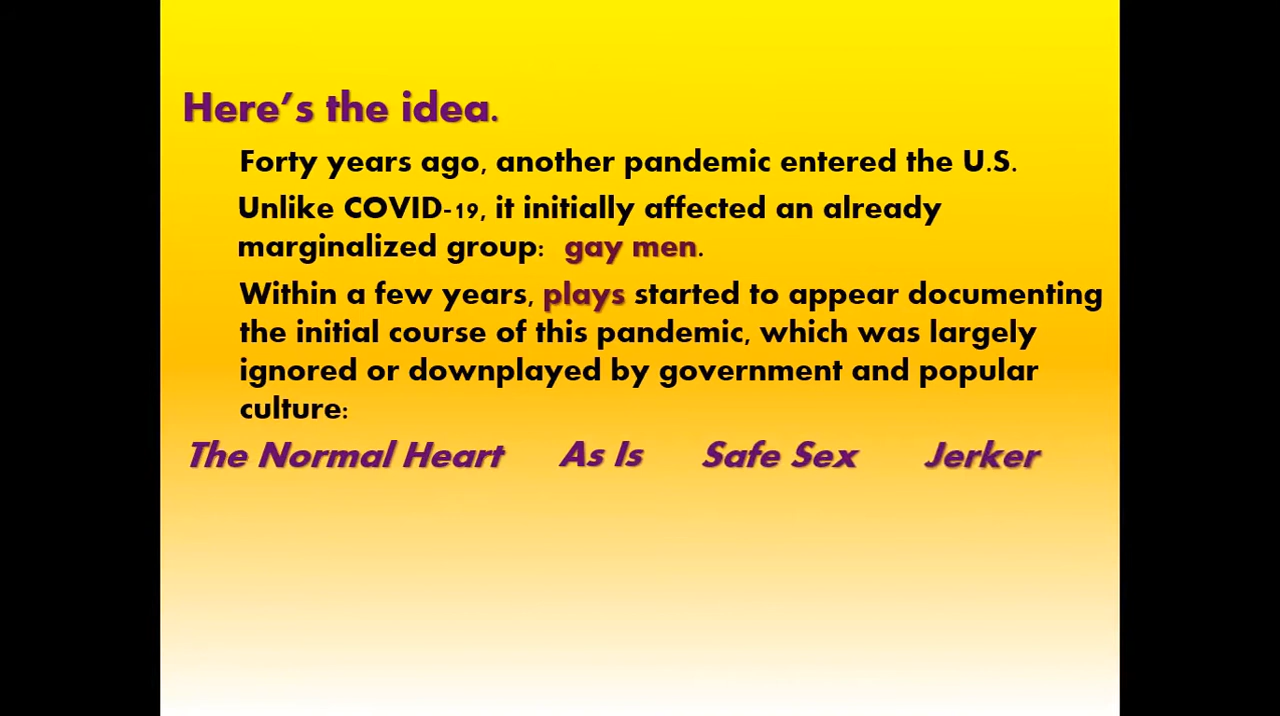 Here's the idea.
Forty years ago, another pandemic entered the U.S.
Unlike COVID-19, it initially affected an already
marginalized group: gay men.
Within a few years, plays started to appear documenting
the initial course of this pandemic, which was largely
ignored or downplayed by government and popular
culture:
The Normal Heart As Is Safe Sex Jerker